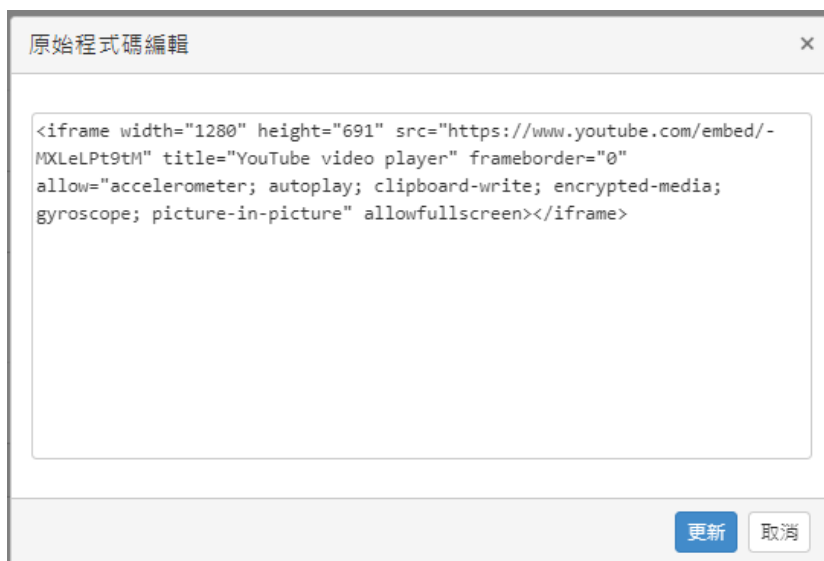 原始程式碼編輯 ×
<iframe width="1280" height="691" src="https://www.youtube.com/embed/-
MXLeLPt9tM" title="YouTube video player" frameborder="0"
allow="accelerometer; autoplay; clipboard-write; encrypted-media;
gyroscope; picture-in-picture" allowfullscreen></iframe>
更新 取消